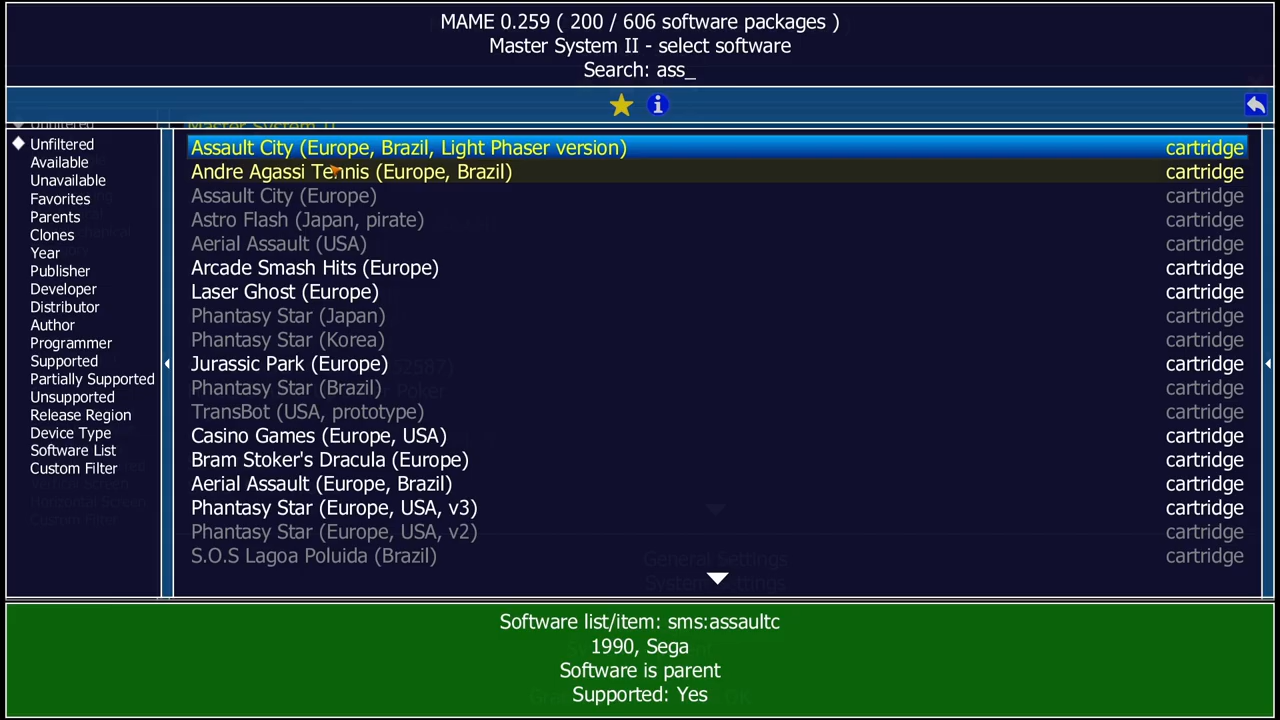 MAME 0.259 ( 200 / 606 software packages )
Master System II - select software
Search: ass_
Unfiltered
Available
Unavailable
Favorites
Parents
Clones
Year
Publisher
Developer
Distributor
Author
Programmer
Supported
Partially Supported
Unsupported
Release Region
Device Type
Software List
Custom Filter
Assault City (Europe, Brazil, Light Phaser version) cartridge
Andre Agassi Tennis (Europe, Brazil) cartridge
Assault City (Europe) cartridge
Astro Flash (Japan, pirate) cartridge
Aerial Assault (USA) cartridge
Arcade Smash Hits (Europe) cartridge
Laser Ghost (Europe) cartridge
Phantasy Star (Japan) cartridge
Phantasy Star (Korea) cartridge
Jurassic Park (Europe) cartridge
Phantasy Star (Brazil) cartridge
TransBot (USA, prototype) cartridge
Casino Games (Europe, USA) cartridge
Bram Stoker's Dracula (Europe) cartridge
Aerial Assault (Europe, Brazil) cartridge
Phantasy Star (Europe, USA, v3) cartridge
Phantasy Star (Europe, USA, v2) cartridge
S.O.S Lagoa Poluida (Brazil) cartridge
General Settings
System Settings
Software list/item: sms:assaultc
1990, Sega
Software is parent
Supported: Yes